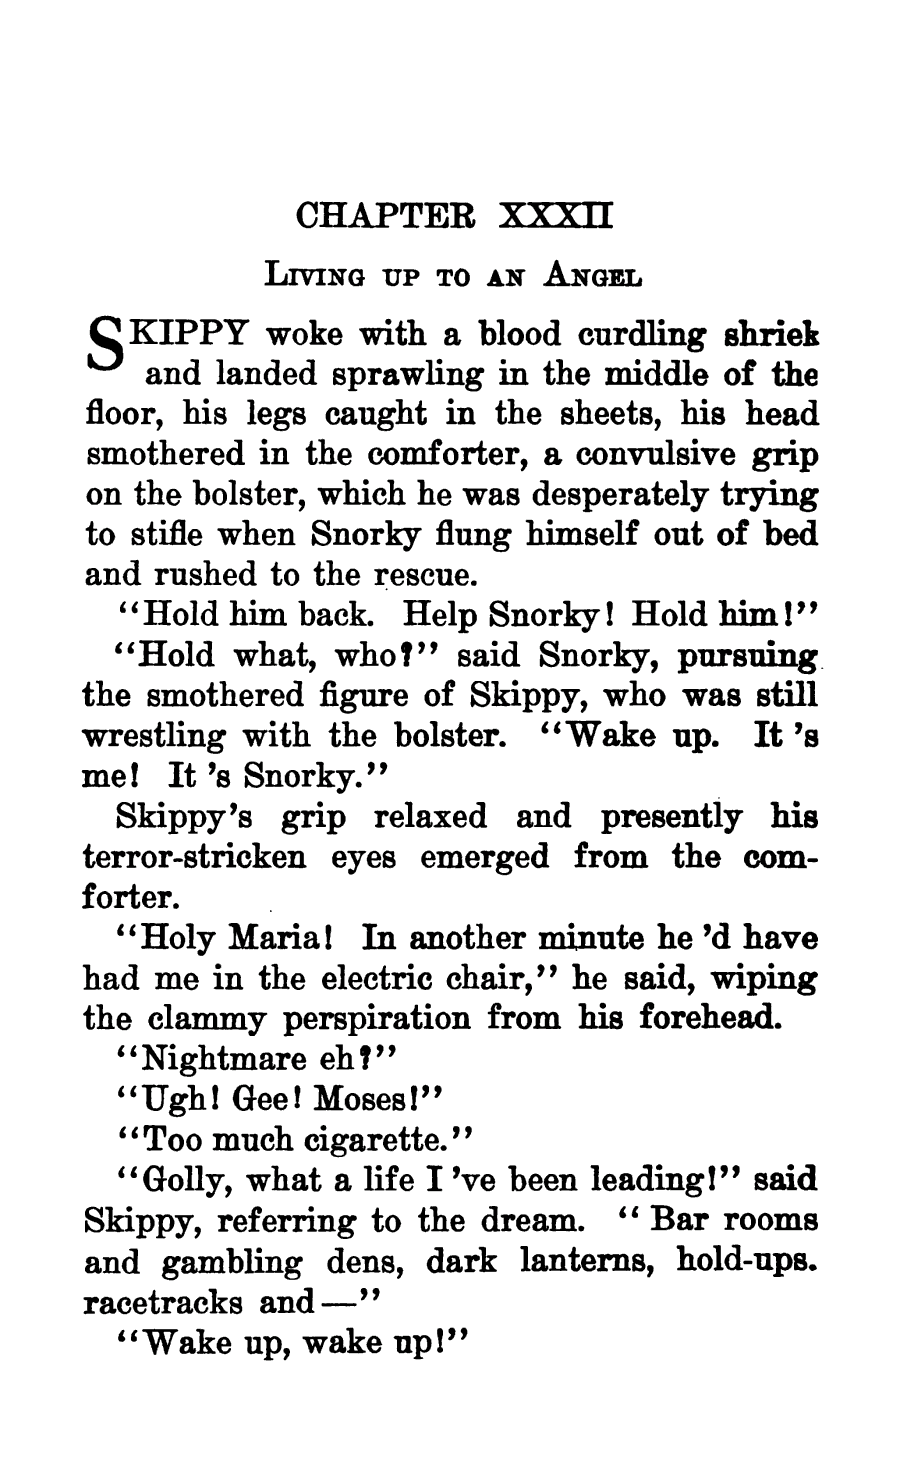 CHAPTER XXXII
LIVING UP TO AN ANGEL
SKIPPY woke with a blood curdling shriek
and landed sprawling in the middle of the
floor, his legs caught in the sheets, his head
smothered in the comforter, a convulsive grip
on the bolster, which he was desperately trying
to stifle when Snorky flung himself out of bed
and rushed to the rescue.
“Hold him back. Help Snorky! Hold him!”
“Hold what, who?” said Snorky, pursuing
the smothered figure of Skippy, who was still
wrestling with the bolster. “Wake up. It ’s
me! It ’s Snorky.”
Skippy’s grip relaxed and presently his
terror-stricken eyes emerged from the com-
forter.
“Holy Maria! In another minute he ’d have
had me in the electric chair,” he said, wiping
the clammy perspiration from his forehead.
“Nightmare eh?”
“Ugh! Gee! Moses!”
“Too much cigarette.”
“Golly, what a life I ’ve been leading!” said
Skippy, referring to the dream. “ Bar rooms
and gambling dens, dark lanterns, hold-ups.
racetracks and —”
“Wake up, wake up!”